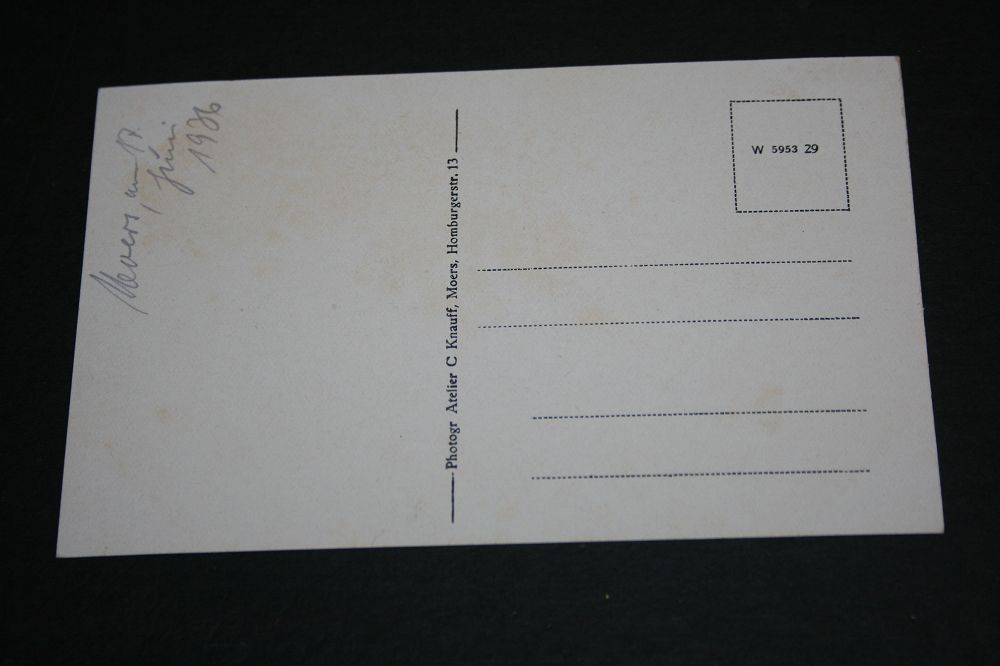 Moers, am 17.
Juni
1936
Photogr Atelier C Knauff, Moers, Homburgerstr. 13
W 5953 29